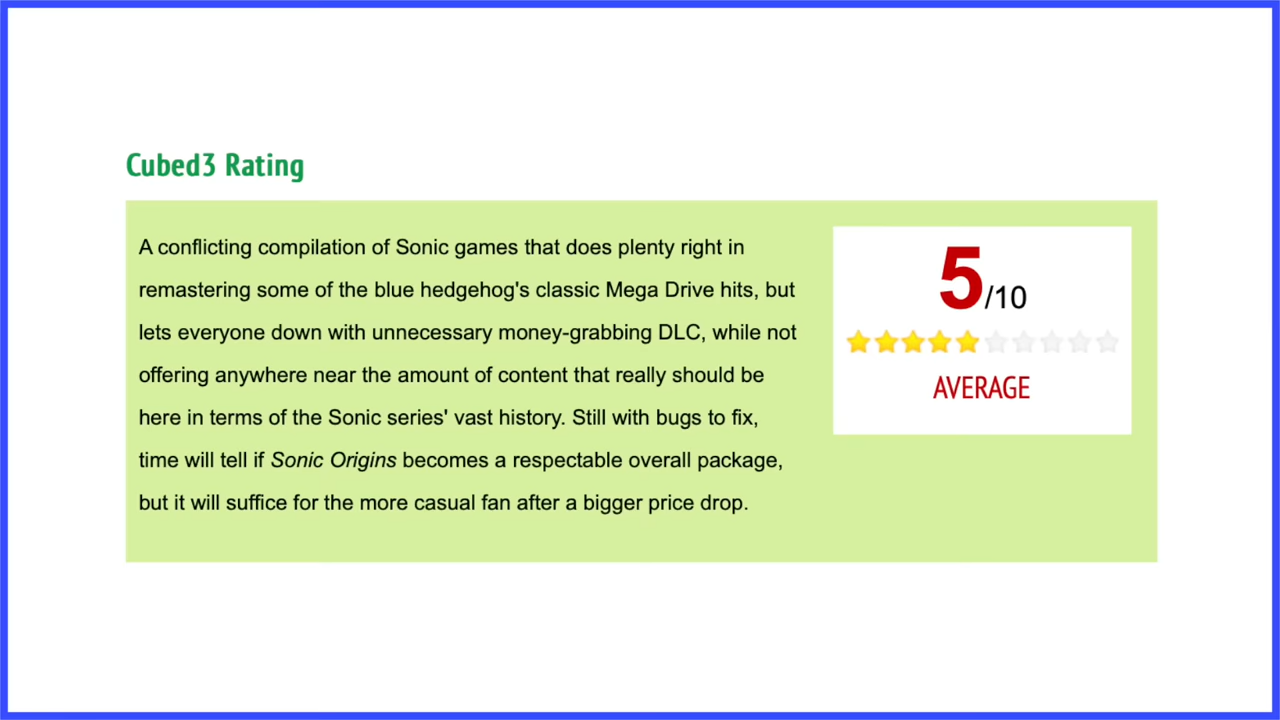 Cubed3 Rating
A conflicting compilation of Sonic games that does plenty right in
remastering some of the blue hedgehog's classic Mega Drive hits, but
lets everyone down with unnecessary money-grabbing DLC, while not
offering anywhere near the amount of content that really should be
here in terms of the Sonic series' vast history. Still with bugs to fix,
time will tell if Sonic Origins becomes a respectable overall package,
but it will suffice for the more casual fan after a bigger price drop.
5/10
AVERAGE